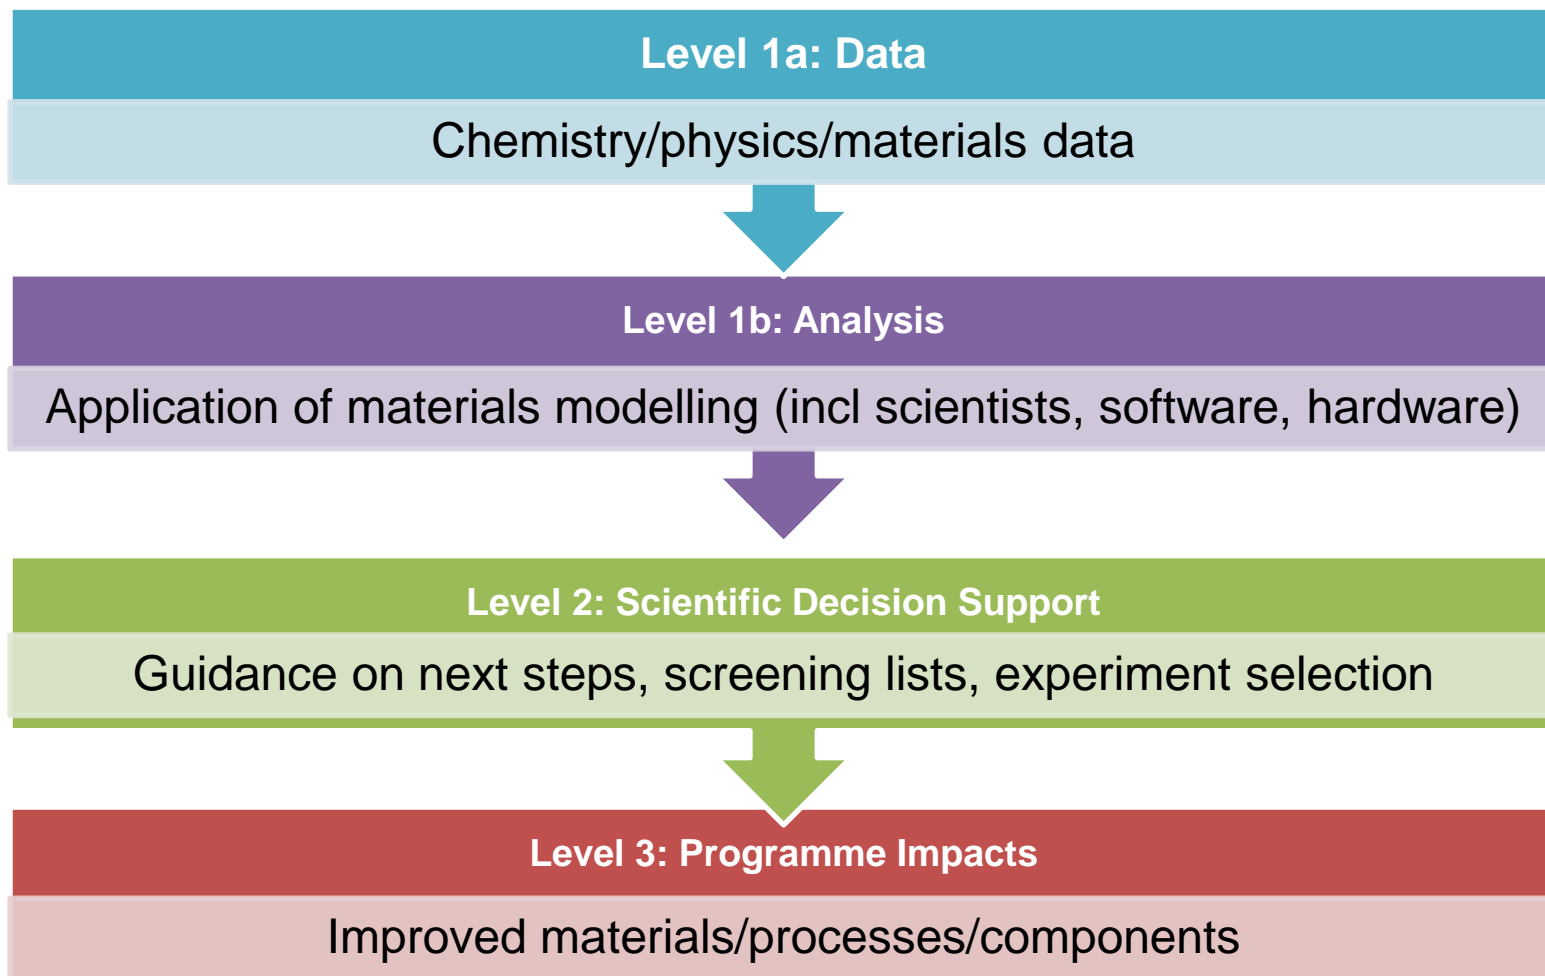 Level 1a: Data
Chemistry/physics/materials data
Level 1b: Analysis
Application of materials modelling (incl scientists, software, hardware)
Level 2: Scientific Decision Support
Guidance on next steps, screening lists, experiment selection
Level 3: Programme Impacts
Improved materials/processes/components